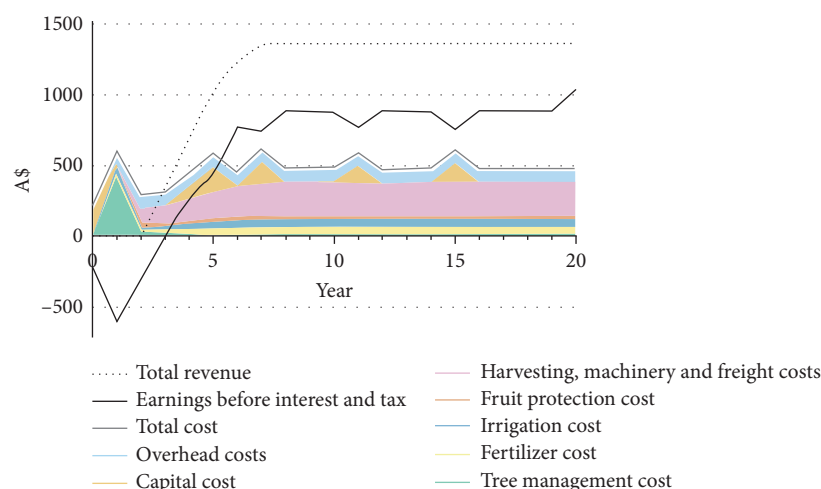 1500
1000
500
0
–500
A$
0
5
10
15
20
Year
Total revenue
Earnings before interest and tax
Total cost
Overhead costs
Capital cost
Harvesting, machinery and freight costs
Fruit protection cost
Irrigation cost
Fertilizer cost
Tree management cost